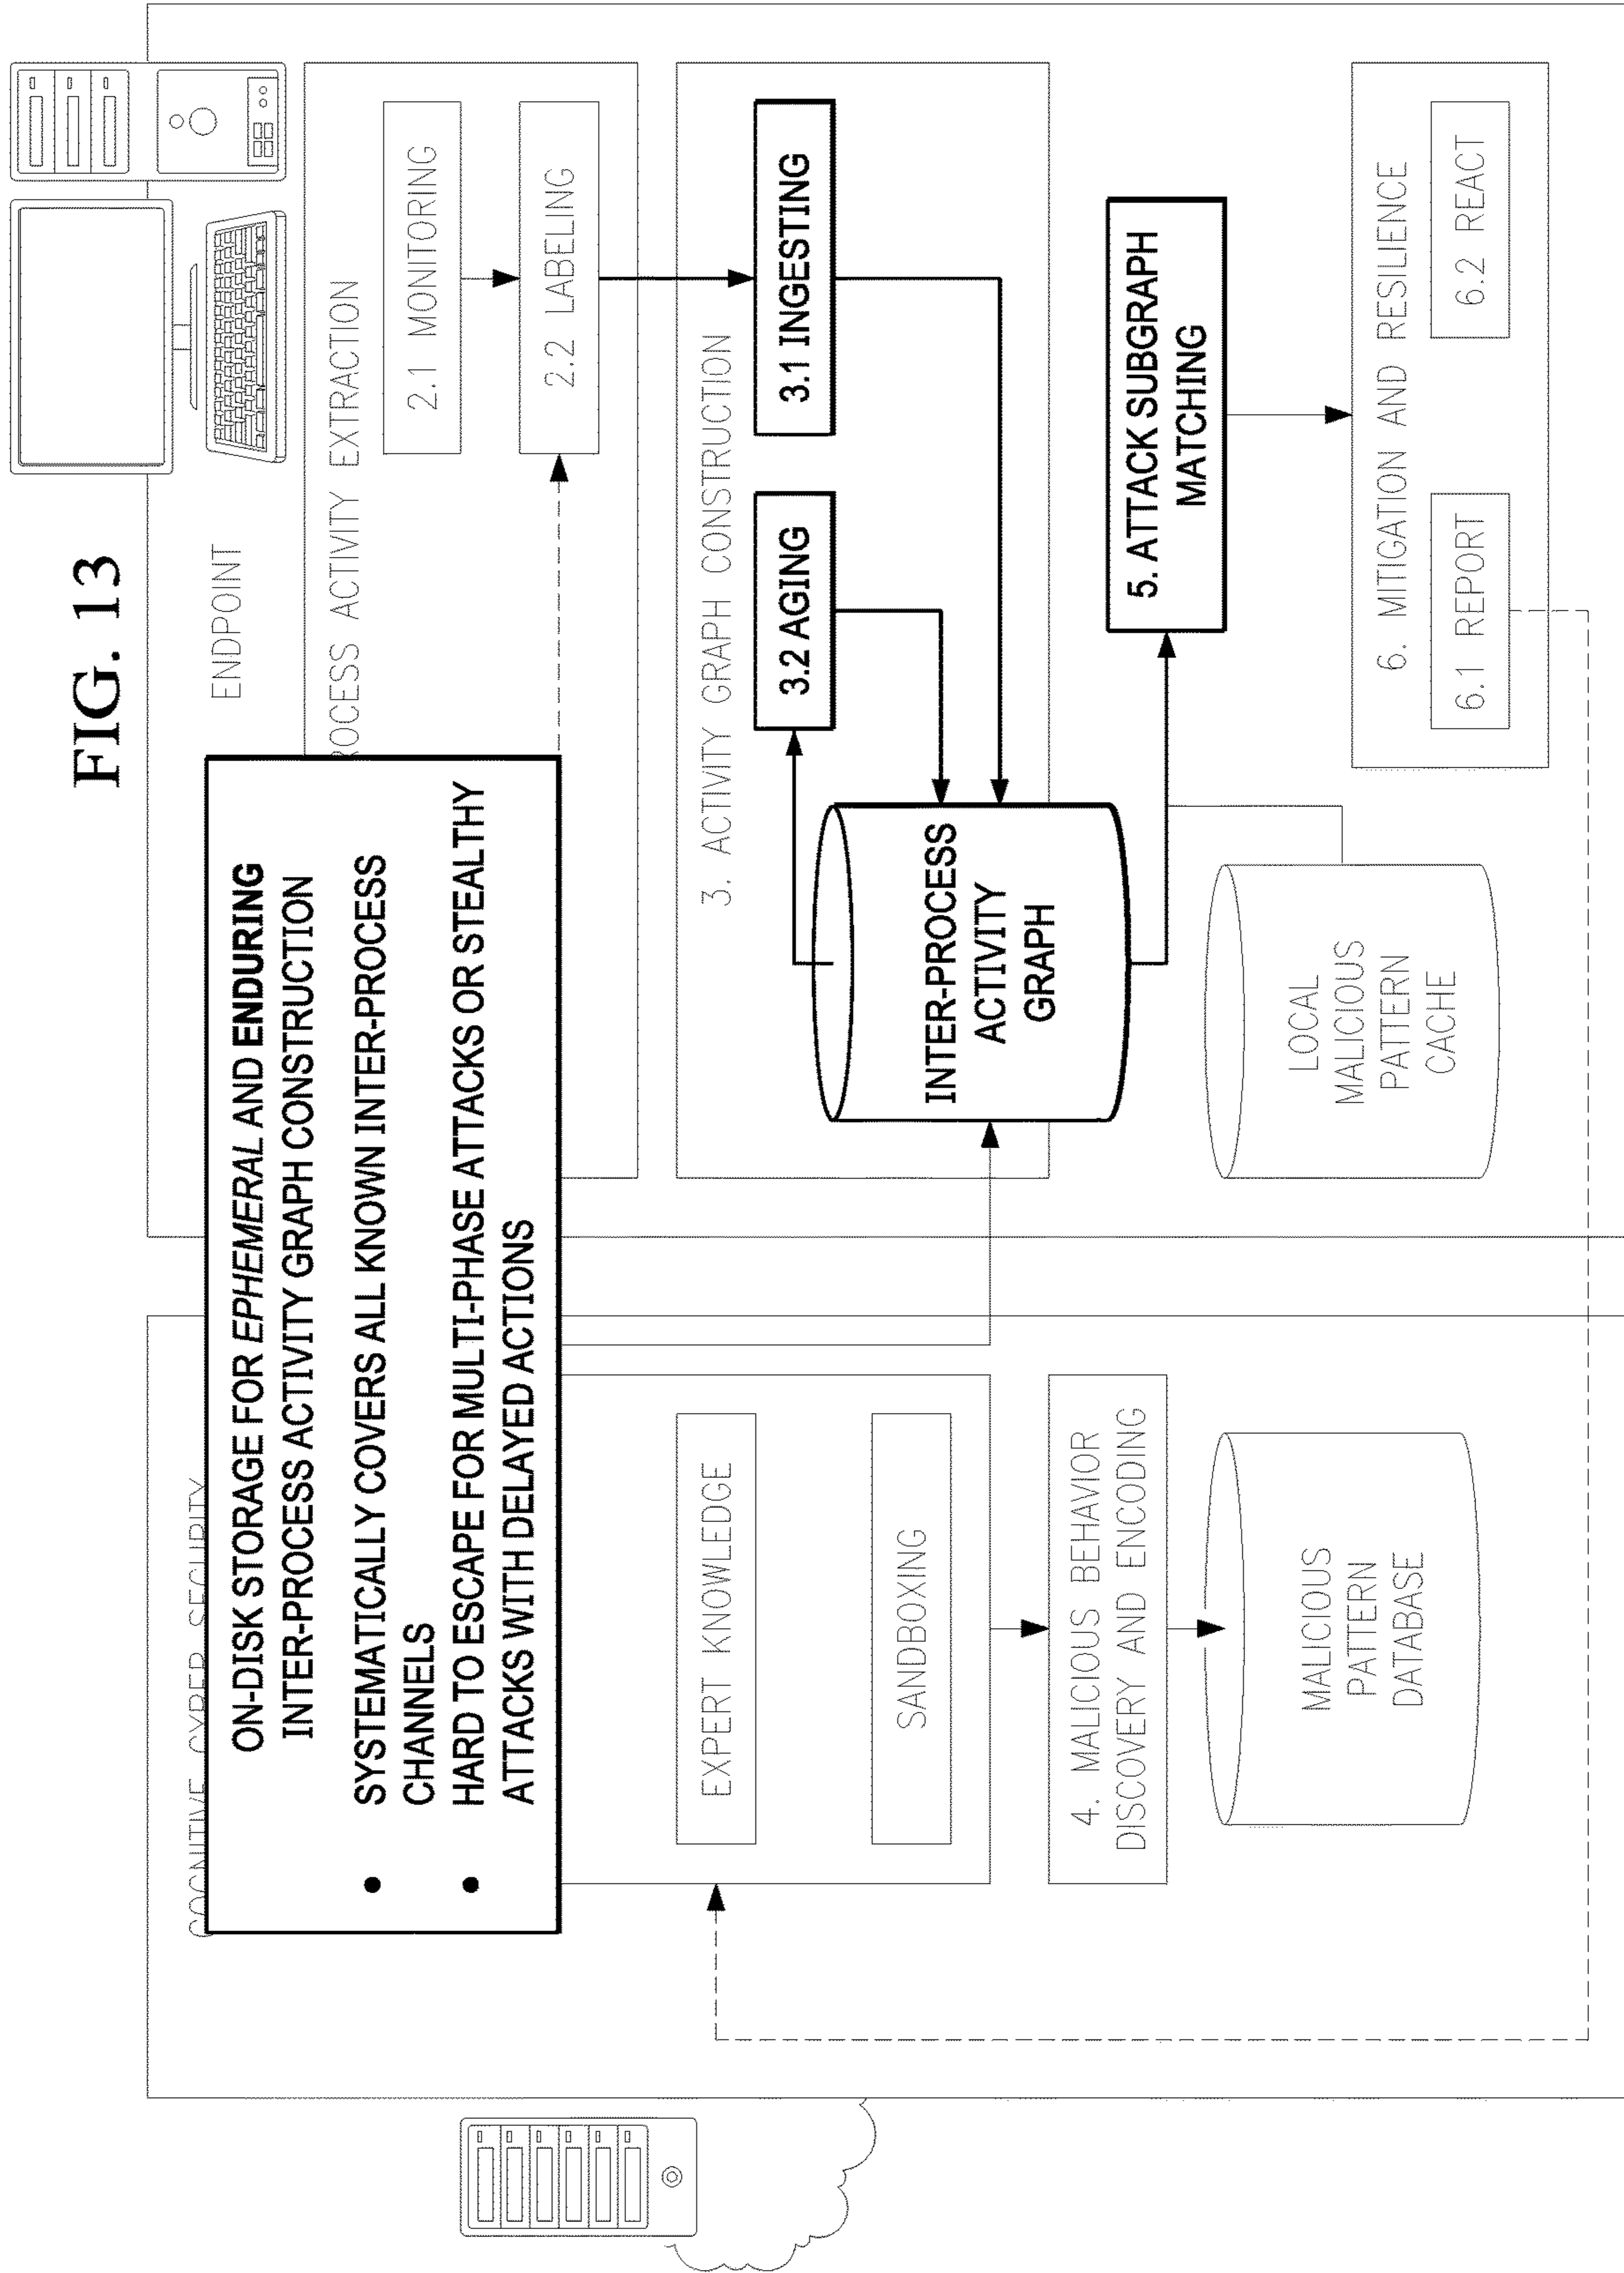 FIG. 13
COGNITIVE CYBER SECURITY
ON-DISK STORAGE FOR EPHEMERAL AND ENDURING
INTER-PROCESS ACTIVITY GRAPH CONSTRUCTION
• SYSTEMATICALLY COVERS ALL KNOWN INTER-PROCESS
CHANNELS
• HARD TO ESCAPE FOR MULTI-PHASE ATTACKS OR STEALTHY
ATTACKS WITH DELAYED ACTIONS
EXPERT KNOWLEDGE
SANDBOXING
4. MALICIOUS BEHAVIOR
DISCOVERY AND ENCODING
MALICIOUS
PATTERN
DATABASE
ENDPOINT
ROCESS ACTIVITY EXTRACTION
2.1 MONITORING
2.2 LABELING
3. ACTIVITY GRAPH CONSTRUCTION
3.2 AGING
3.1 INGESTING
INTER-PROCESS
ACTIVITY
GRAPH
5. ATTACK SUBGRAPH
MATCHING
LOCAL
MALICIOUS
PATTERN
CACHE
6. MITIGATION AND RESILIENCE
6.1 REPORT
6.2 REACT